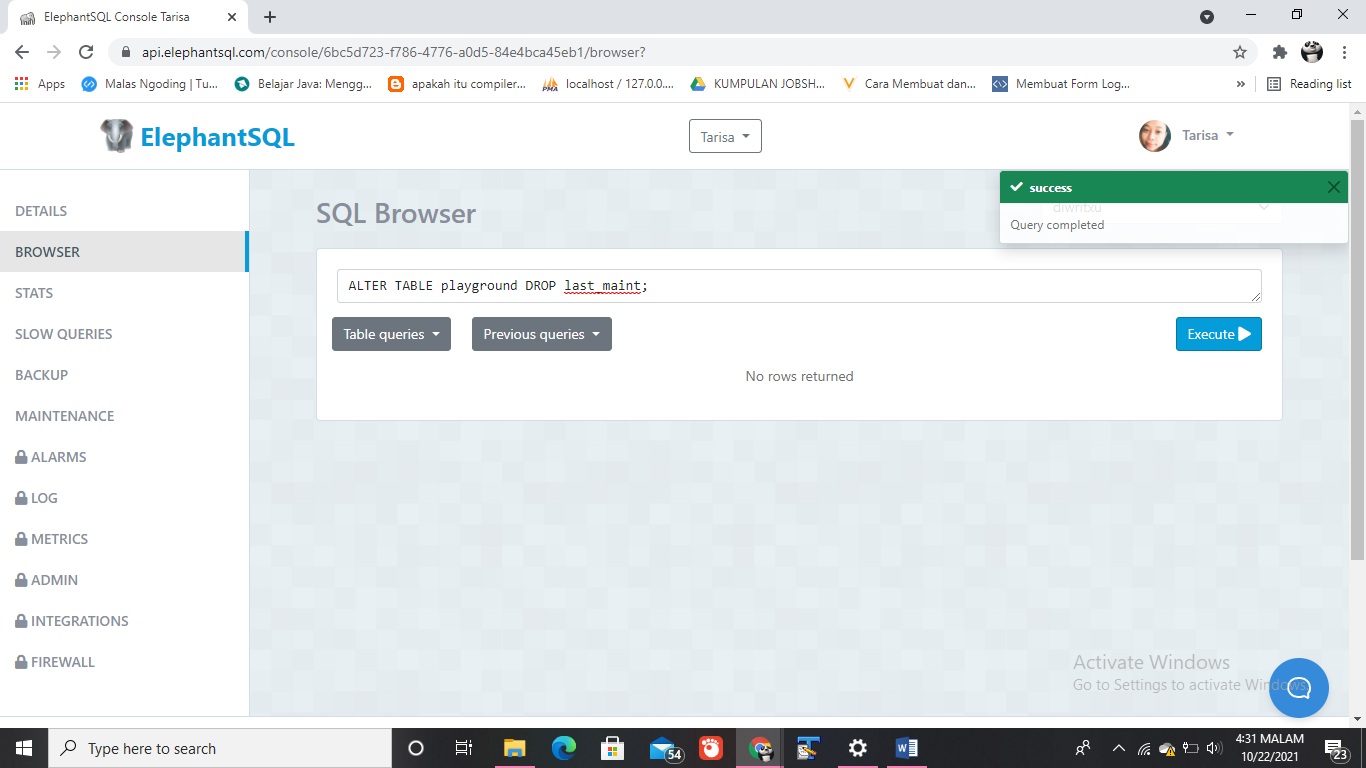 ElephantSQL Console Tarisa
api.elephantsql.com/console/6bc5d723-f786-4776-a0d5-84e4bca45eb1/browser?
Apps Malas Ngoding | Tu... Belajar Java: Mengg... apakah itu compiler... localhost / 127.0.0.... KUMPULAN JOBSH... Cara Membuat dan... Membuat Form Log... » Reading list
ElephantSQL Tarisa Tarisa
success
diwritxu
Query completed
DETAILS
BROWSER
STATS
SLOW QUERIES
BACKUP
MAINTENANCE
ALARMS
LOG
METRICS
ADMIN
INTEGRATIONS
FIREWALL
SQL Browser
ALTER TABLE playground DROP last_maint;
Table queries Previous queries Execute
No rows returned
Activate Windows
Go to Settings to activate Windows.
Type here to search
54
4:31 MALAM
10/22/2021
23